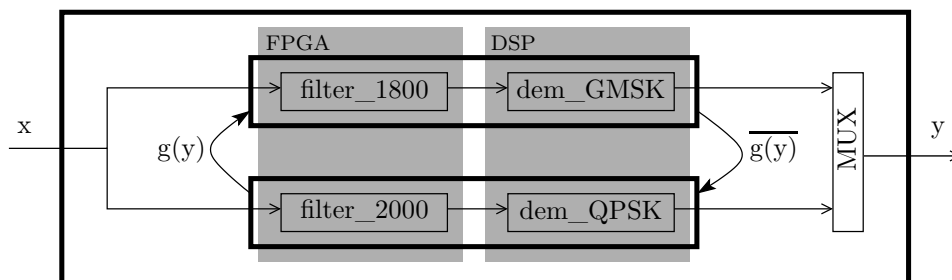 FPGA
DSP
filter_1800
dem_GMSK
x
g(y)
g(y)
MUX
y
filter_2000
dem_QPSK